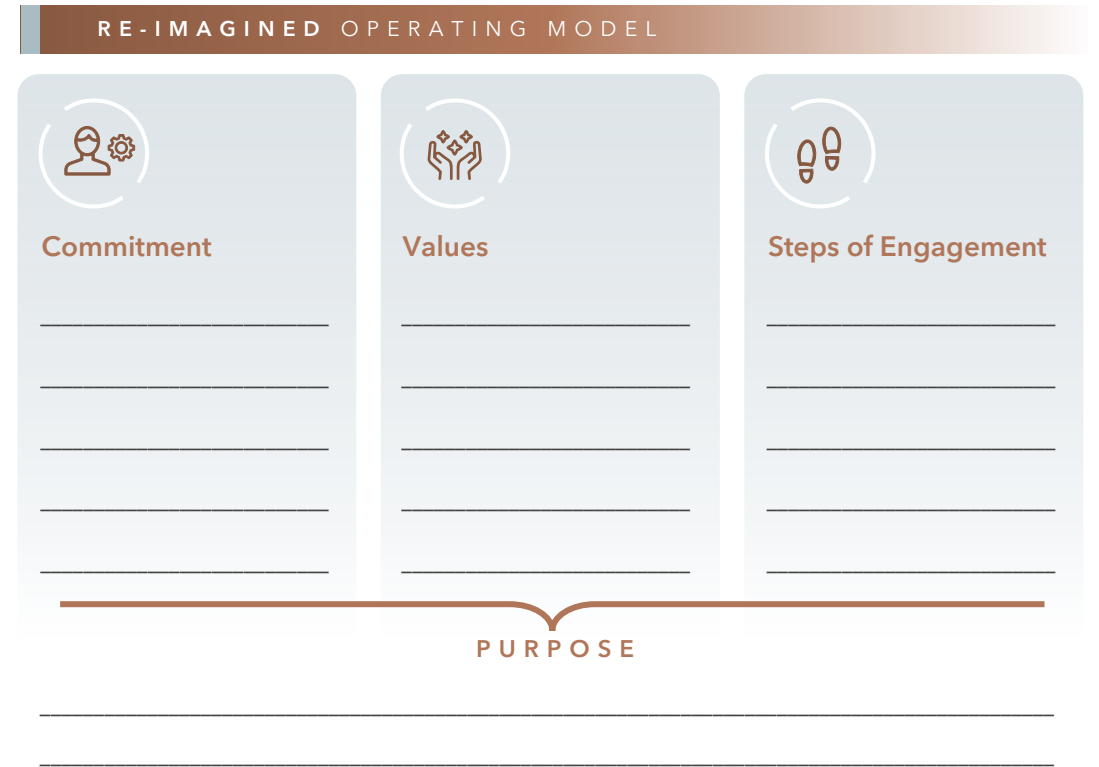 RE-IMAGINED OPERATING MODEL
Commitment
Values
Steps of Engagement
PURPOSE